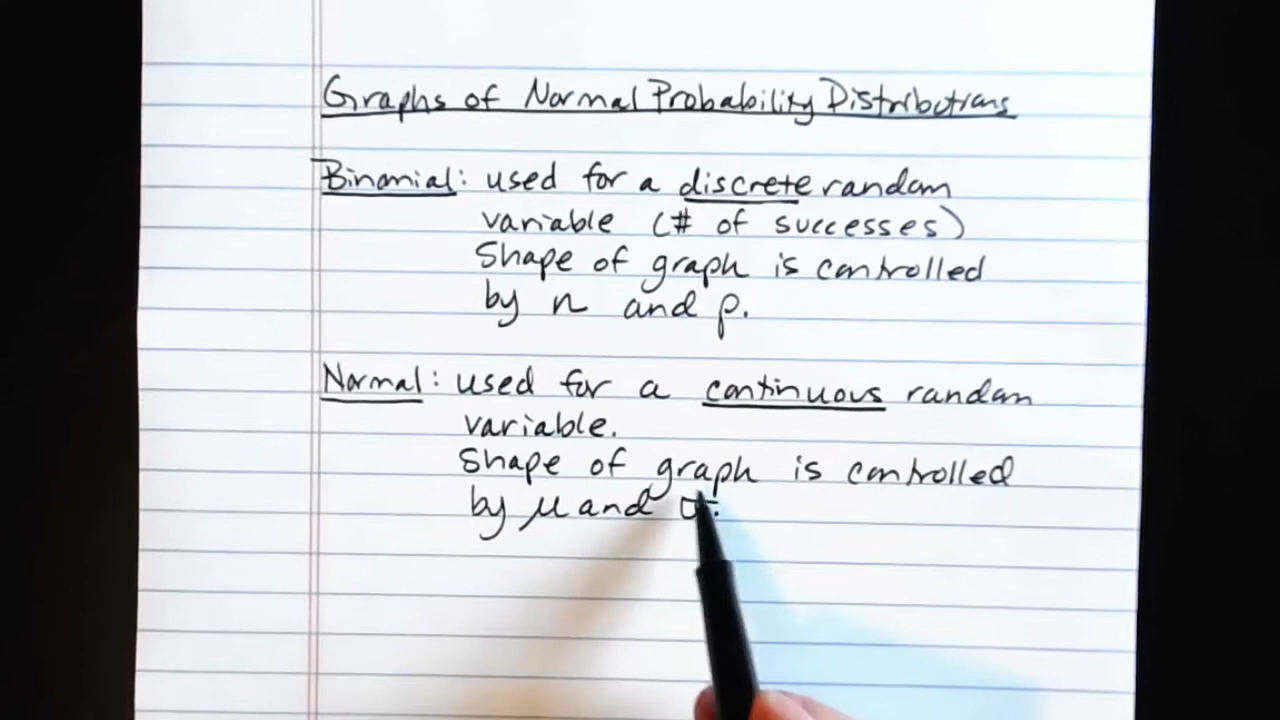 Graphs of Normal Probability Distributions
Binomial: used for a discrete random
variable (# of successes)
Shape of graph is controlled
by n and p.
Normal: used for a continuous random
variable.
Shape of graph is controlled
by μ and σ.